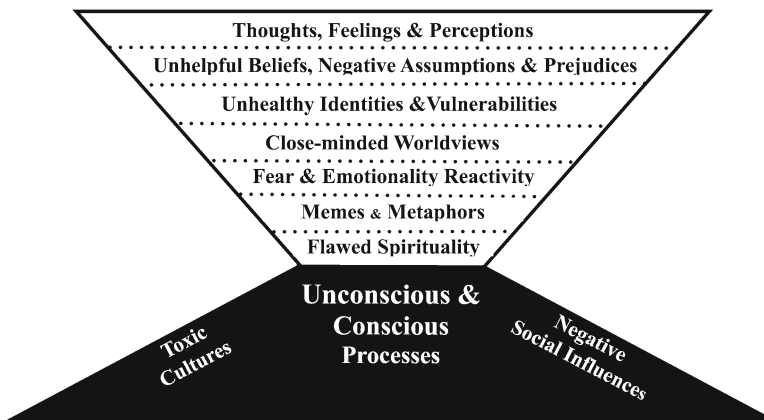 Thoughts, Feelings & Perceptions
Unhelpful Beliefs, Negative Assumptions & Prejudices
Unhealthy Identities &Vulnerabilities
Close-minded Worldviews
Fear & Emotionality Reactivity
Memes & Metaphors
Flawed Spirituality
Unconscious &
Conscious
Processes
Toxic
Cultures
Negative
Social Influences